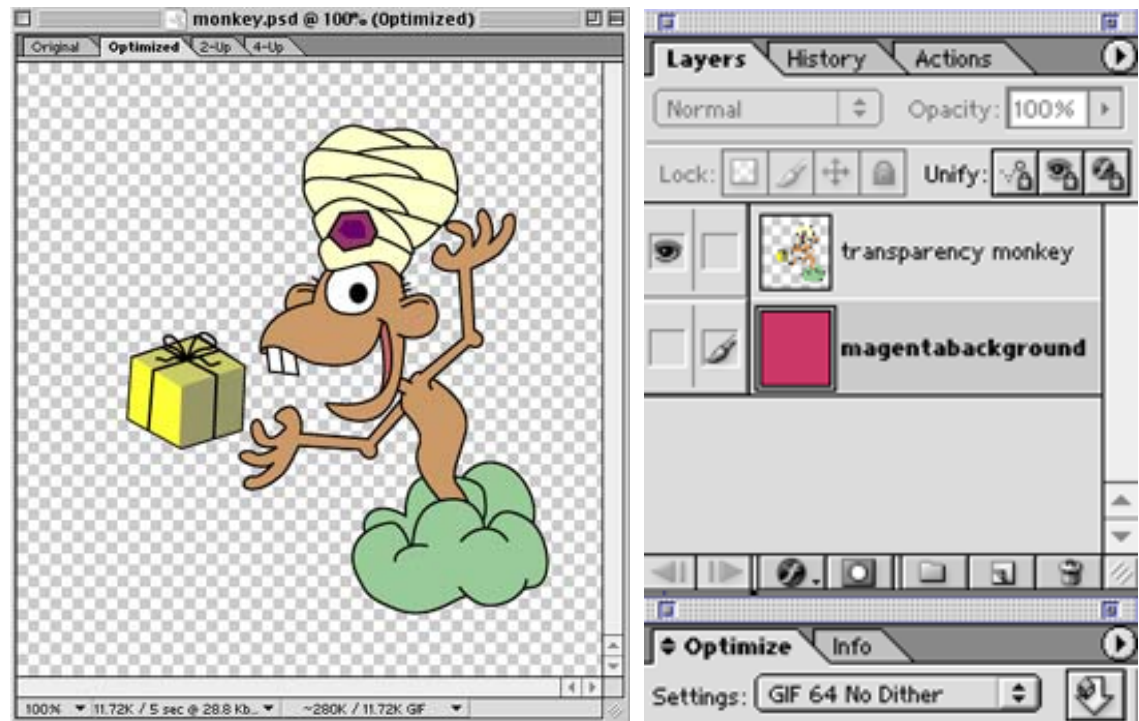 monkey.psd @ 100% (Optimized)
Original Optimized 2-Up 4-Up
100% 11.72K / 5 sec @ 28.8 Kb... ~280K / 11.72K GIF
Layers History Actions
Normal Opacity: 100%
Lock: Unify:
transparency monkey
magentabackground
Optimize Info
Settings: GIF 64 No Dither